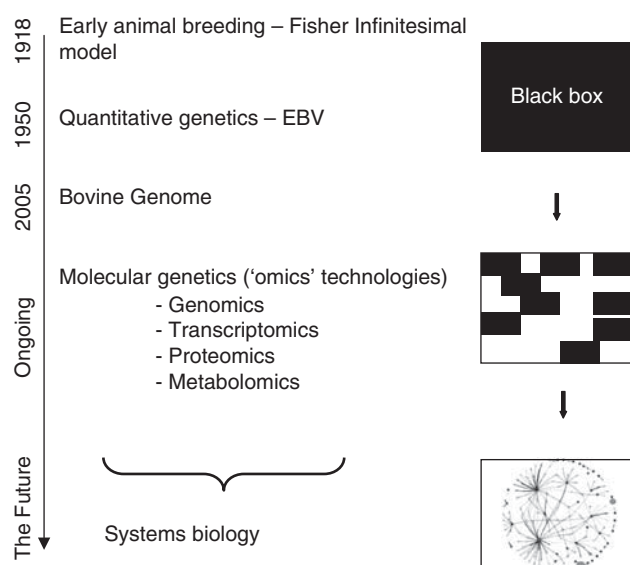 1918
Early animal breeding – Fisher Infinitesimal
model
Black box
1950
Quantitative genetics – EBV
2005
Bovine Genome
Ongoing
Molecular genetics (‘omics’ technologies)
- Genomics
- Transcriptomics
- Proteomics
- Metabolomics
The Future
Systems biology